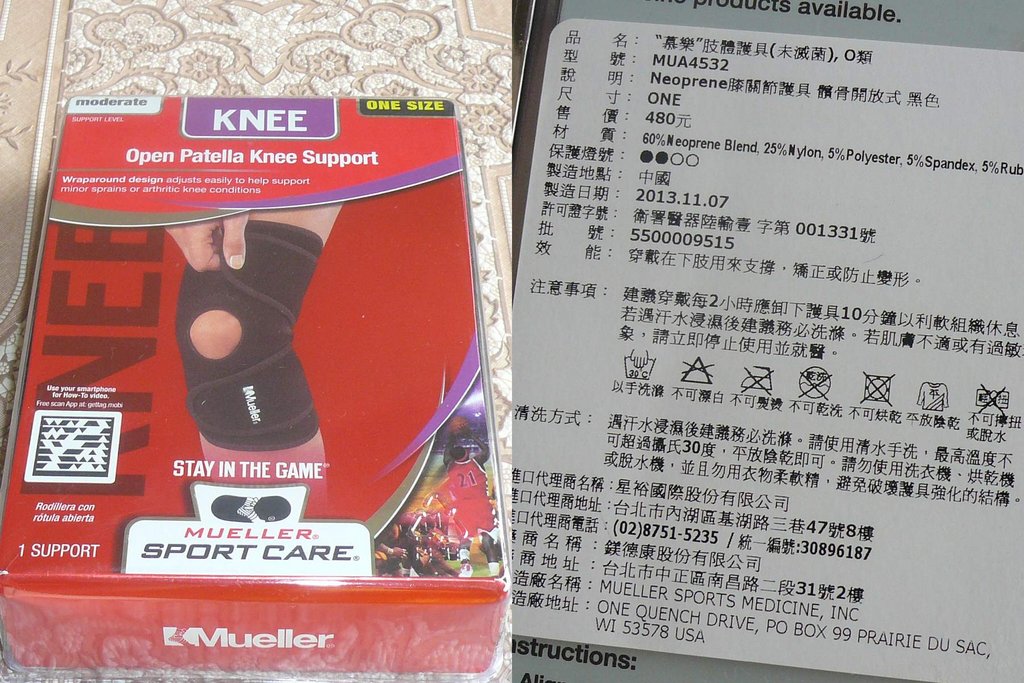 moderate
SUPPORT LEVEL
KNEE
ONE SIZE
Open Patella Knee Support
Wraparound design adjusts easily to help support
minor sprains or arthritic knee conditions
KNEE
Mueller
Use your smartphone
for How-To video.
Free scan App at: gettag.mobi
STAY IN THE GAME
21
Rodillera con
rótula abierta
1 SUPPORT
MUELLER®
SPORT CARE®
Mueller
products available.
品名："慕樂"肢體護具(未滅菌), O類
型號：MUA4532
說明：Neoprene膝關節護具 髕骨開放式 黑色
尺寸：ONE
售價：480元
材質：60%Neoprene Blend, 25%Nylon, 5%Polyester, 5%Spandex, 5%Rub
保護燈號：●●○○
製造地點：中國
製造日期：2013.11.07
許可證字號：衛署醫器陸輸壹 字第 001331號
批號：5500009515
效能：穿戴在下肢用來支撐，矯正或防止變形。
注意事項：建議穿戴每2小時應卸下護具10分鐘以利軟組織休息
若遇汗水浸濕後建議務必洗滌。若肌膚不適或有過敏
象，請立即停止使用並就醫。
30°C
以手洗滌 不可漂白 不可熨燙 不可乾洗 不可烘乾 平放陰乾 不可擰扭
或脫水
清洗方式：遇汗水浸濕後建議務必洗滌。請使用清水手洗，最高溫度不
可超過攝氏30度，平放陰乾即可。請勿使用洗衣機、烘乾機
或脫水機，並且勿用衣物柔軟精，避免破壞護具強化的結構。
進口代理商名稱：星裕國際股份有限公司
進口代理商地址：台北市內湖區基湖路三巷47號8樓
口代理商電話：(02)8751-5235 / 統一編號:30896187
商名稱：鎂德康股份有限公司
商地址：台北市中正區南昌路二段31號2樓
造廠名稱：MUELLER SPORTS MEDICINE, INC
造廠地址：ONE QUENCH DRIVE, PO BOX 99 PRAIRIE DU SAC,
WI 53578 USA
structions: